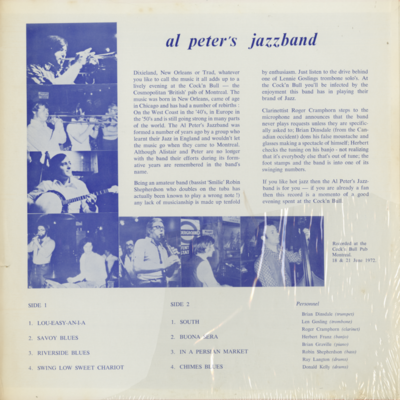 al peter's jazzband
Dixieland, New Orleans or Trad, whatever
you like to call the music it all adds up to a
lively evening at the Cock'n Bull — the
Cosmopolitan 'British' pub of Montreal. The
music was born in New Orleans, came of age
in Chicago and has had a number of rebirths.
On the West Coast in the '40's, in Europe in
the '50's and is still going strong in many parts
of the world. The Al Peter's Jazzband was
formed a number of years ago by a group who
learnt their Jazz in England and wouldn't let
the music go when they came to Montreal.
Although Alistair and Peter are no longer
with the band their efforts during its forma-
tive years are remembered in the band's
name.
Being an amateur band (bassist 'Smilie' Robin
Shepherdson who doubles on the tuba has
actually been known to play a wrong note !)
any lack of musicianship is made up tenfold
by enthusiasm. Just listen to the drive behind
one of Lennie Goslings trombone solo's. At
the Cock'n Bull you'll be infected by the
enjoyment this band has in playing their
brand of Jazz.
Clarinettist Roger Cramphorn steps to the
microphone and announces that the band
never plays requests unless they are specifi-
cally asked to; Brian Dinsdale (from the Can-
adian occident) dons his false moustache and
glasses making a spectacle of himself; Herbert
checks the tuning on his banjo - not realising
that it's everybody else that's out of tune; the
foot stamps and the band is into one of its
swinging numbers.
If you like hot jazz then the Al Peter's Jazz-
band is for you — if you are already a fan
then this record is a memento of a good
evening spent at the Cock'n Bull
Recorded at the
Cock'n Bull Pub
Montreal
10 & 11 June 1972
SIDE 1
1. LOU-EASY-AN-I-A
2. SAVOY BLUES
3. RIVERSIDE BLUES
4. SWING LOW SWEET CHARIOT
SIDE 2
1. SOUTH
2. BUONA SERA
3. IN A PERSIAN MARKET
4. CHIMES BLUES
Personnel
Brian Dinsdale (trumpet)
Len Gosling (trombone)
Roger Cramphorn (clarinet)
Herbert (banjo)
Brian (piano)
Robin Shepherdson (bass)
Ray Langton (drums)
Donald Kelly (drums)